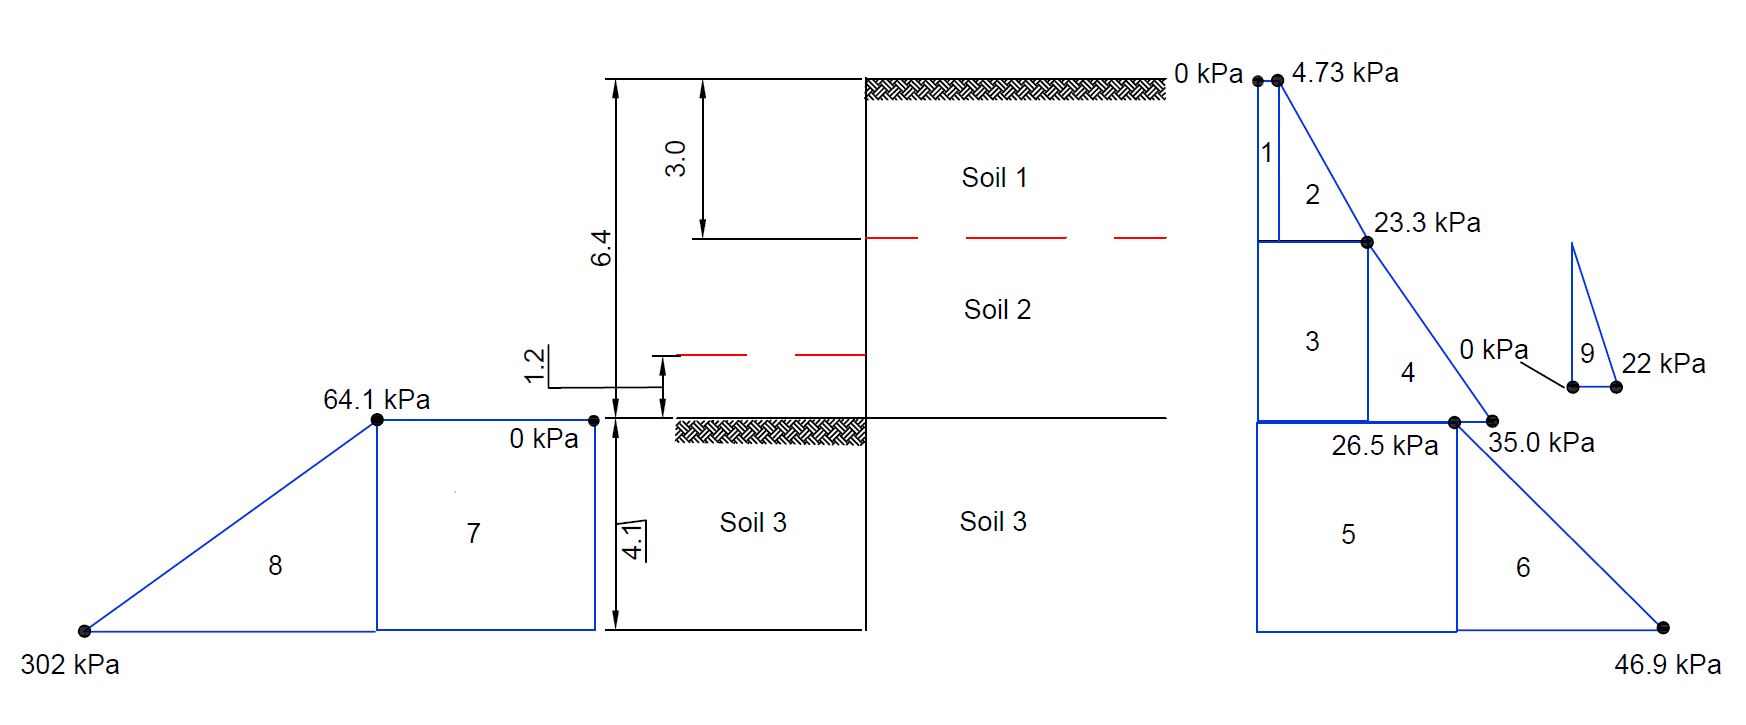 0 kPa
4.73 kPa
3.0
1
Soil 1
2
23.3 kPa
6.4
Soil 2
3
0 kPa
9
22 kPa
1.2
4
64.1 kPa
0 kPa
26.5 kPa
35.0 kPa
7
4.1
Soil 3
Soil 3
5
8
6
302 kPa
46.9 kPa